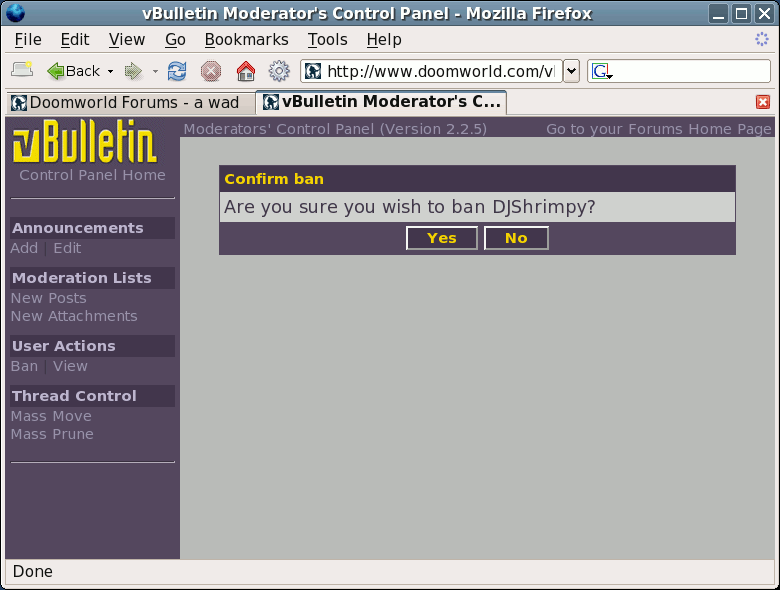 vBulletin Moderator's Control Panel - Mozilla Firefox
File Edit View Go Bookmarks Tools Help
Back http://www.doomworld.com/vl G
Doomworld Forums - a wad vBulletin Moderator's C...
vBulletin
Control Panel Home
Moderators' Control Panel (Version 2.2.5) Go to your Forums Home Page
Announcements
Add | Edit
Moderation Lists
New Posts
New Attachments
User Actions
Ban | View
Thread Control
Mass Move
Mass Prune
Confirm ban
Are you sure you wish to ban DJShrimpy?
Yes No
Done